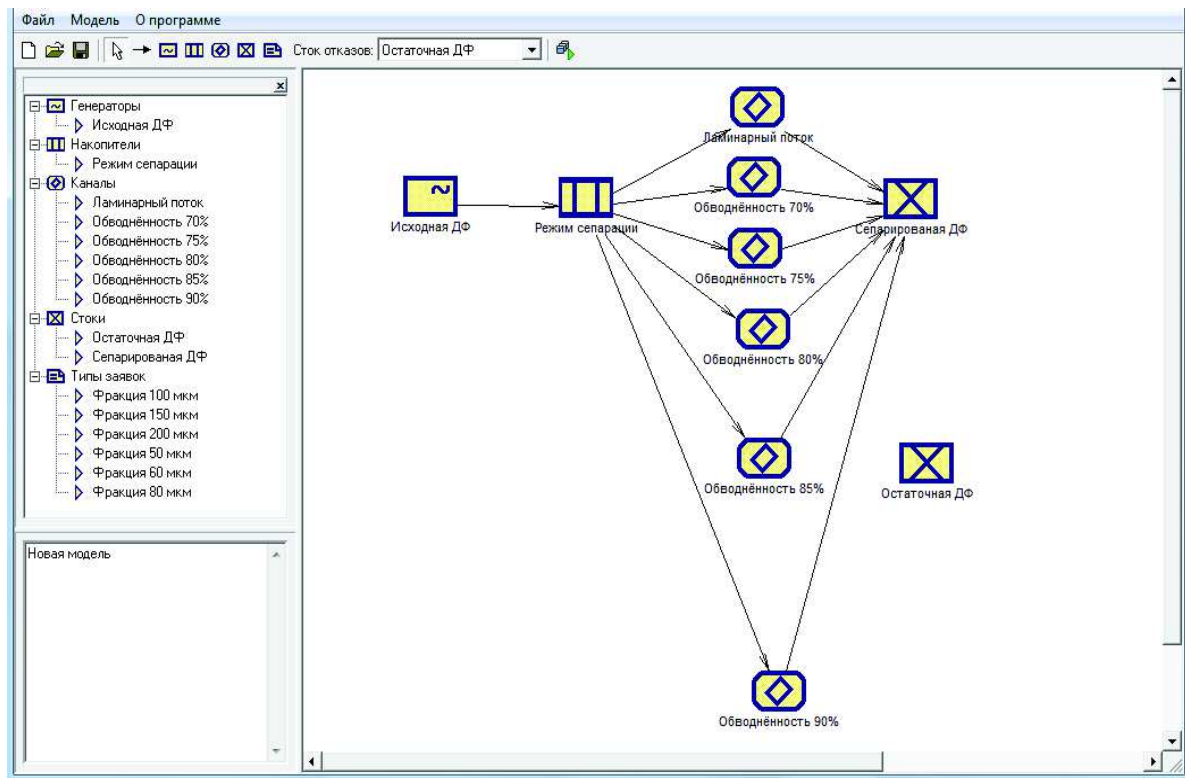 Файл Модель О программе
Сток отказов: Остаточная ДФ
Генераторы
Исходная ДФ
Накопители
Режим сепарации
Каналы
Ламинарный поток
Обводнённость 70%
Обводнённость 75%
Обводнённость 80%
Обводнённость 85%
Обводнённость 90%
Стоки
Остаточная ДФ
Сепарированая ДФ
Типы заявок
Фракция 100 мкм
Фракция 150 мкм
Фракция 200 мкм
Фракция 50 мкм
Фракция 60 мкм
Фракция 80 мкм
Новая модель
Ламинарный поток
Обводнённость 70%
Исходная ДФ
Режим сепарации
Сепарированая ДФ
Обводнённость 75%
Обводнённость 80%
Обводнённость 85%
Остаточная ДФ
Обводнённость 90%